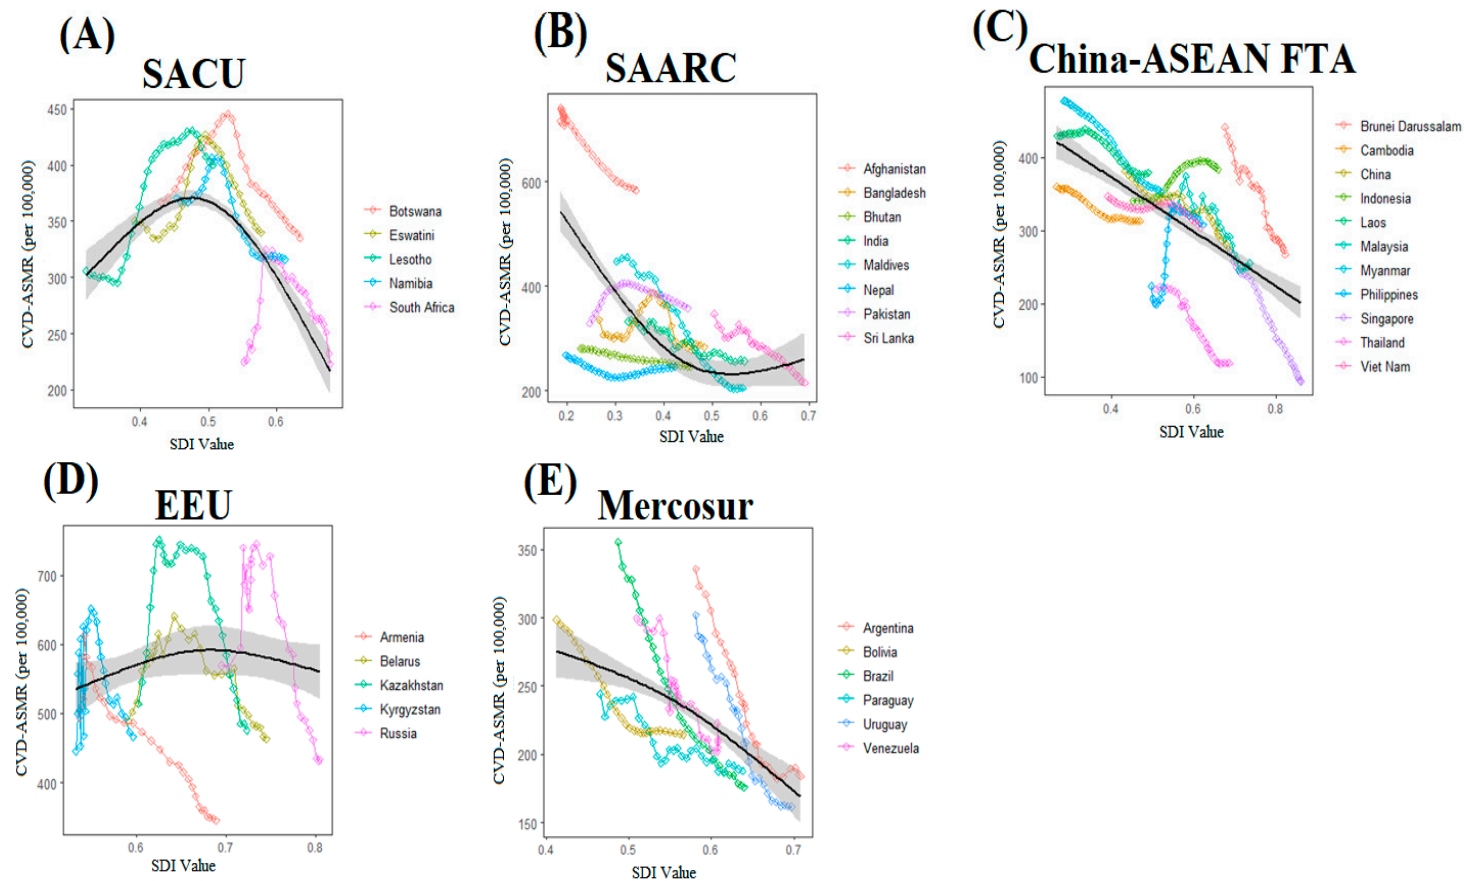 (A)
SACU
CVD-ASMR (per 100,000)
450
400
350
300
250
200
0.4 0.5 0.6
SDI Value
Botswana
Eswatini
Lesotho
Namibia
South Africa
(B)
SAARC
CVD-ASMR (per 100,000)
600
400
200
0.2 0.3 0.4 0.5 0.6 0.7
SDI Value
Afghanistan
Bangladesh
Bhutan
India
Maldives
Nepal
Pakistan
Sri Lanka
(C)
China-ASEAN FTA
CVD-ASMR (per 100,000)
400
300
200
100
0.4 0.6 0.8
SDI Value
Brunei Darussalam
Cambodia
China
Indonesia
Laos
Malaysia
Myanmar
Philippines
Singapore
Thailand
Viet Nam
(D)
EEU
CVD-ASMR (per 100,000)
700
600
500
400
0.6 0.7 0.8
SDI Value
Armenia
Belarus
Kazakhstan
Kyrgyzstan
Russia
(E)
Mercosur
CVD-ASMR (per 100,000)
350
300
250
200
150
0.4 0.5 0.6 0.7
SDI Value
Argentina
Bolivia
Brazil
Paraguay
Uruguay
Venezuela